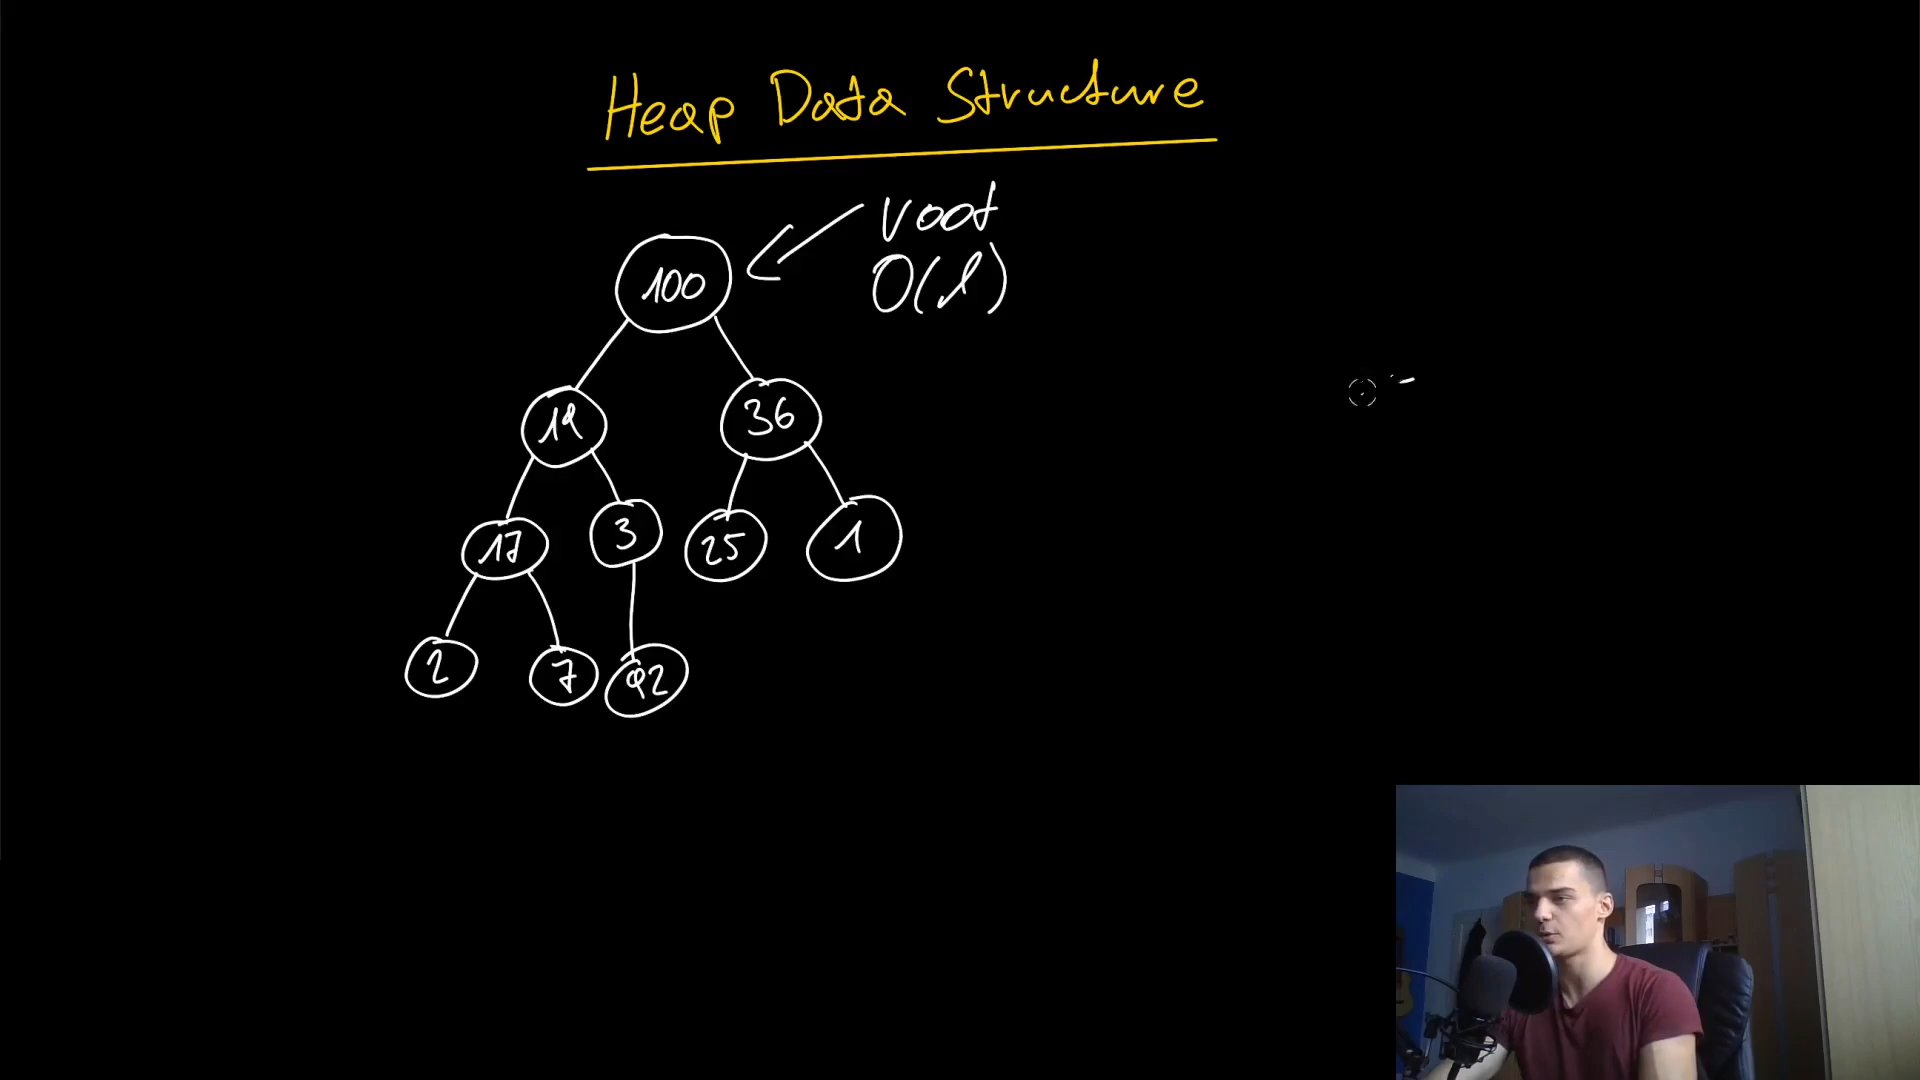 Heap Data Structure
root
100
O(1)
19 36
17 3 25 1
2 7 92